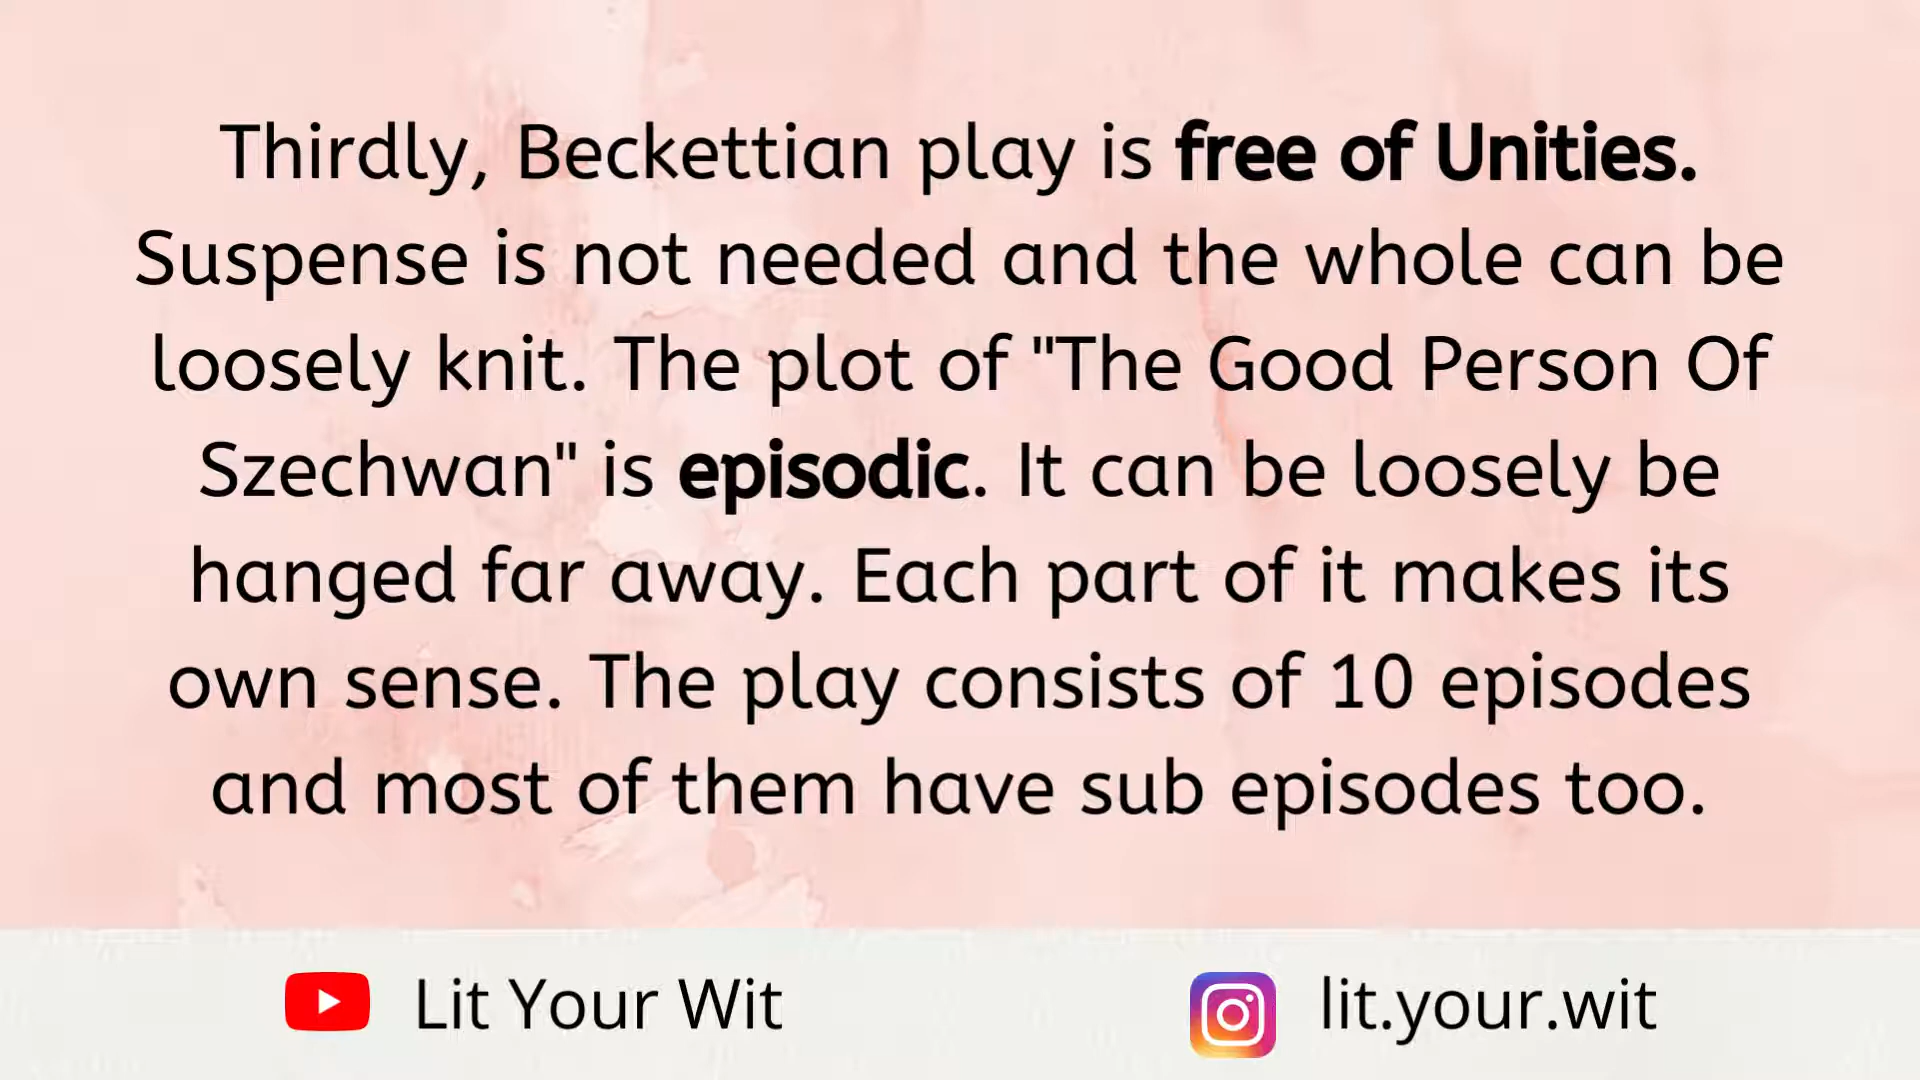 Thirdly, Beckettian play is free of Unities.
Suspense is not needed and the whole can be
loosely knit. The plot of "The Good Person Of
Szechwan" is episodic. It can be loosely be
hanged far away. Each part of it makes its
own sense. The play consists of 10 episodes
and most of them have sub episodes too.
Lit Your Wit
lit.your.wit